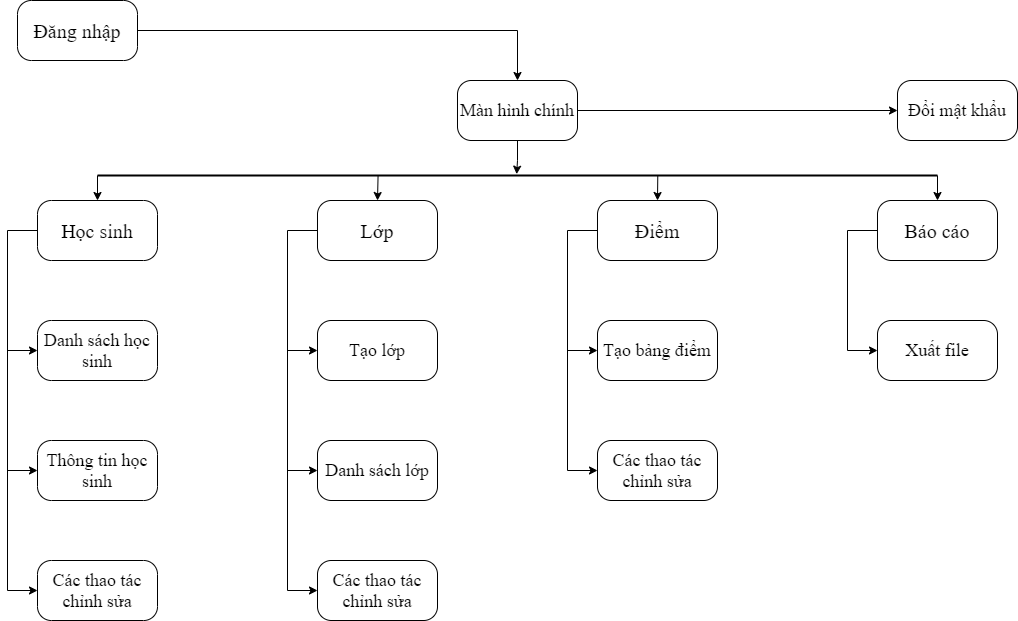 Đăng nhập
Màn hình chính
Đổi mật khẩu
Học sinh
Lớp
Điểm
Báo cáo
Danh sách học
sinh
Tạo lớp
Tạo bảng điểm
Xuất file
Thông tin học
sinh
Danh sách lớp
Các thao tác
chỉnh sửa
Các thao tác
chỉnh sửa
Các thao tác
chỉnh sửa